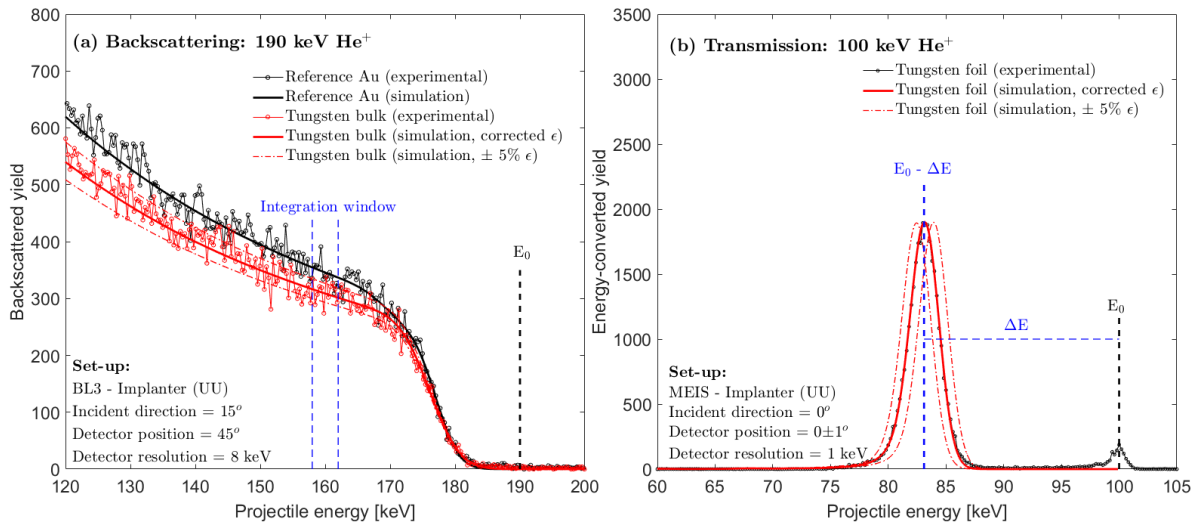 (a) Backscattering: 190 keV He⁺
Reference Au (experimental)
Reference Au (simulation)
Tungsten bulk (experimental)
Tungsten bulk (simulation, corrected ϵ)
Tungsten bulk (simulation, ± 5% ϵ)
Integration window
E₀
Set-up:
BL3 - Implanter (UU)
Incident direction = 15ᵒ
Detector position = 45ᵒ
Detector resolution = 8 keV
Backscattered yield
800
700
600
500
400
300
200
100
0
120 130 140 150 160 170 180 190 200
Projectile energy [keV]
(b) Transmission: 100 keV He⁺
Tungsten foil (experimental)
Tungsten foil (simulation, corrected ϵ)
Tungsten foil (simulation, ± 5% ϵ)
E₀ - ΔE
E₀
ΔE
Set-up:
MEIS - Implanter (UU)
Incident direction = 0ᵒ
Detector position = 0±1ᵒ
Detector resolution = 1 keV
Energy-converted yield
3500
3000
2500
2000
1500
1000
500
0
60 65 70 75 80 85 90 95 100 105
Projectile energy [keV]